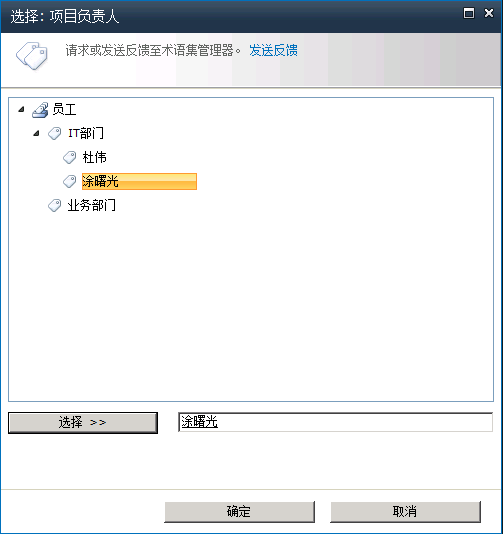 选择: 项目负责人
请求或发送反馈至术语集管理器。 发送反馈
员工
IT部门
杜伟
涂曙光
业务部门
选择 >> 涂曙光
确定 取消